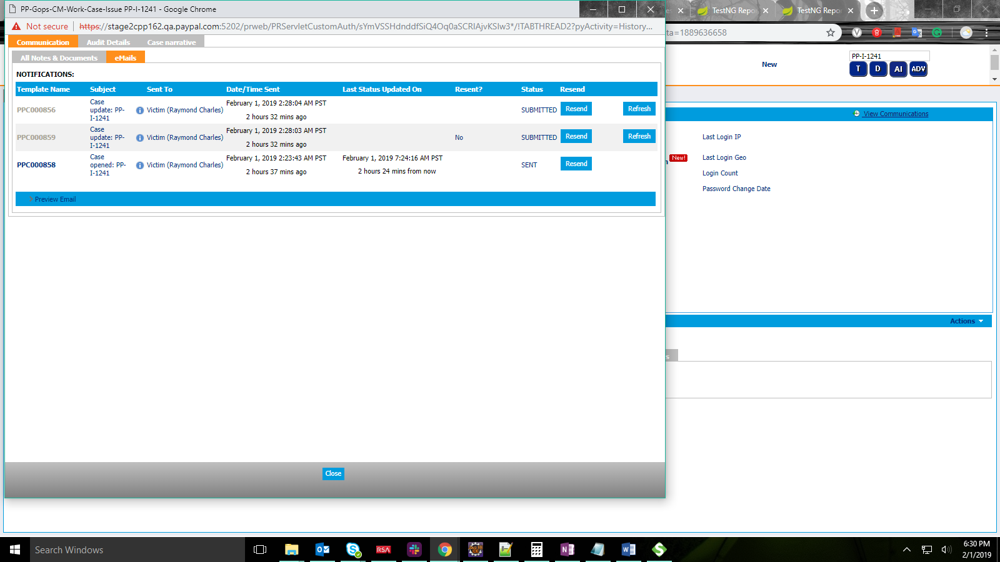 PP-Gops-CM-Work-Case-Issue PP-I-1241 - Google Chrome
TestNG Repor
TestNG Repor
Not secure https://stage2cpp162.qa.paypal.com:5202/prweb/PRServletCustomAuth/sYmVSSHdnddfSiQ4Oq0aSCRIAjvKSIw3*/!TABTHREAD2?pyActivity=History...
ta=1889636658
Communication Audit Details Case narrative
All Notes & Documents eMails
New
PP-I-1241
T D AI ADV
NOTIFICATIONS:
Template Name Subject Sent To Date/Time Sent Last Status Updated On Resent? Status Resend
PPC000856
Case
update: PP-
I-1241
Victim (Raymond Charles)
February 1, 2019 2:28:04 AM PST
2 hours 32 mins ago
SUBMITTED Resend Refresh
PPC000859
Case
update: PP-
I-1241
Victim (Raymond Charles)
February 1, 2019 2:28:03 AM PST
2 hours 32 mins ago
No SUBMITTED Resend Refresh
PPC000858
Case
opened: PP-
I-1241
Victim (Raymond Charles)
February 1, 2019 2:23:43 AM PST
2 hours 37 mins ago
February 1, 2019 7:24:16 AM PST
2 hours 24 mins from now
SENT Resend
Preview Email
View Communications
Last Login IP
New!
Last Login Geo
Login Count
Password Change Date
Actions
s
Close
Search Windows
RSA
6:30 PM
2/1/2019